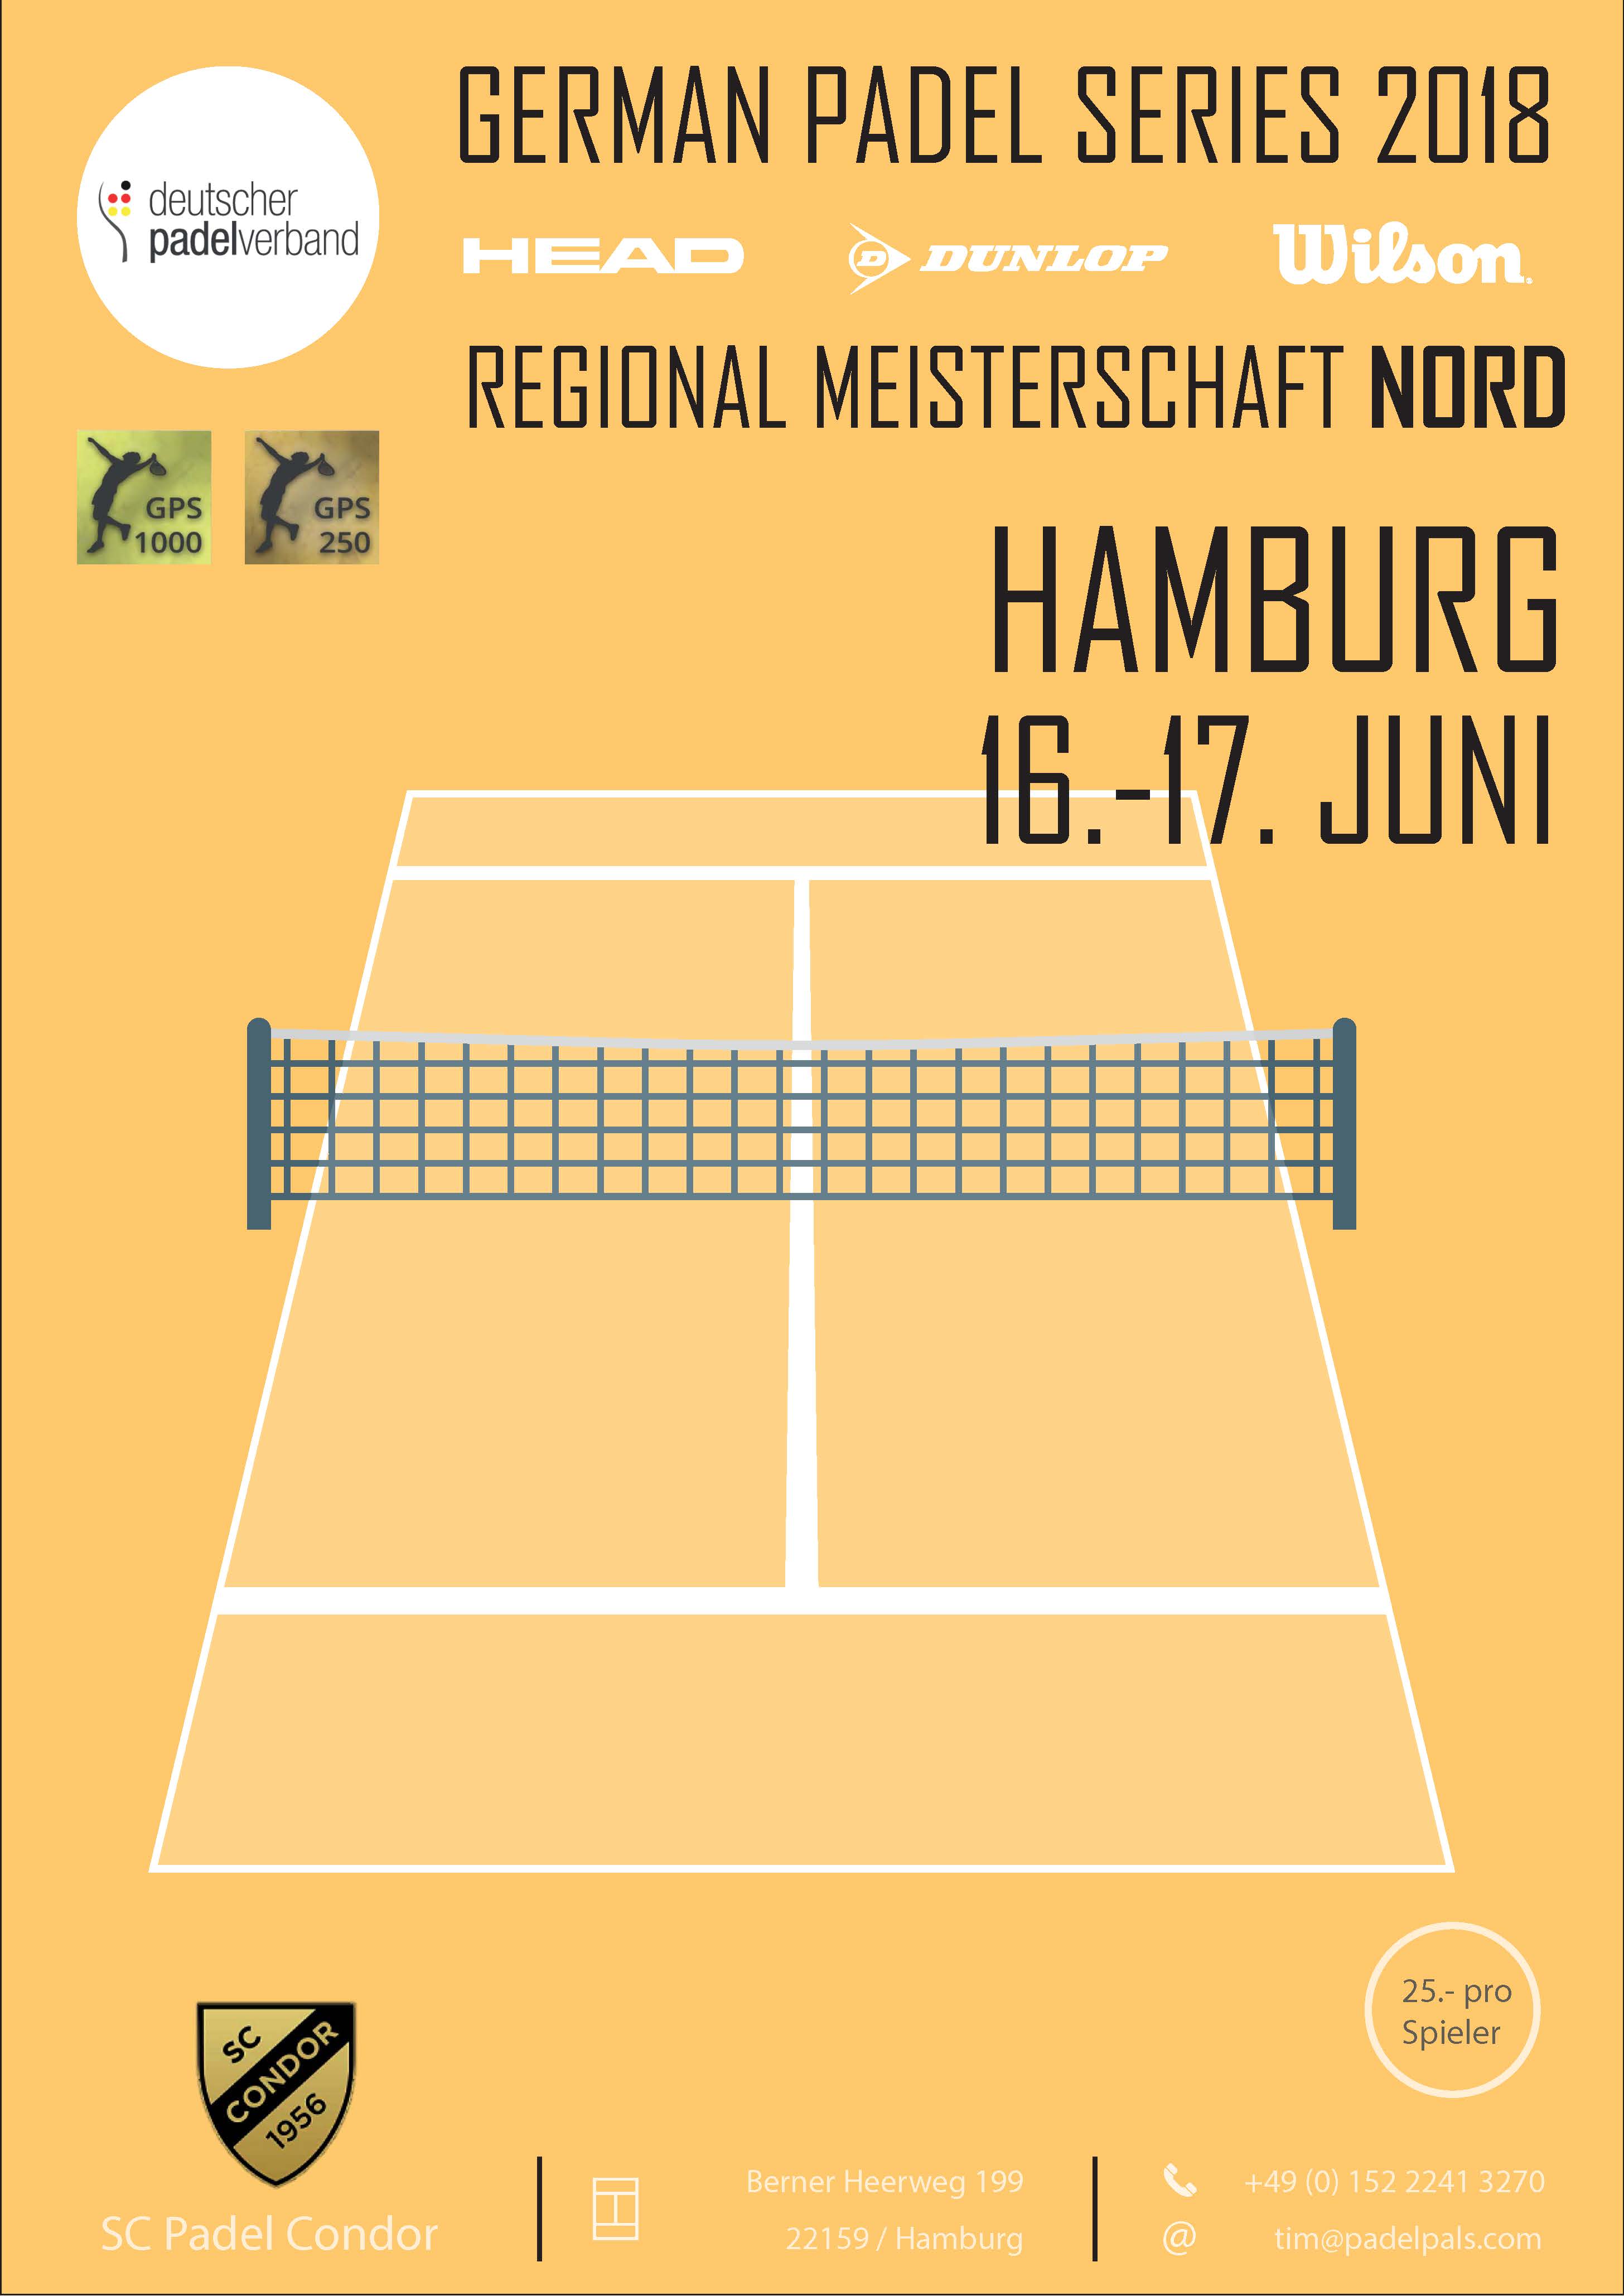 GERMAN PADEL SERIES 2018
deutscher
padelverband
HEAD
D DUNLOP
Wilson.
REGIONAL MEISTERSCHAFT NORD
GPS
1000
GPS
250
HAMBURG
16.-17. JUNI
25.- pro
Spieler
SC
CONDOR
1956
SC Padel Condor
Berner Heerweg 199
22159 / Hamburg
+49 (0) 152 2241 3270
@ tim@padelpals.com